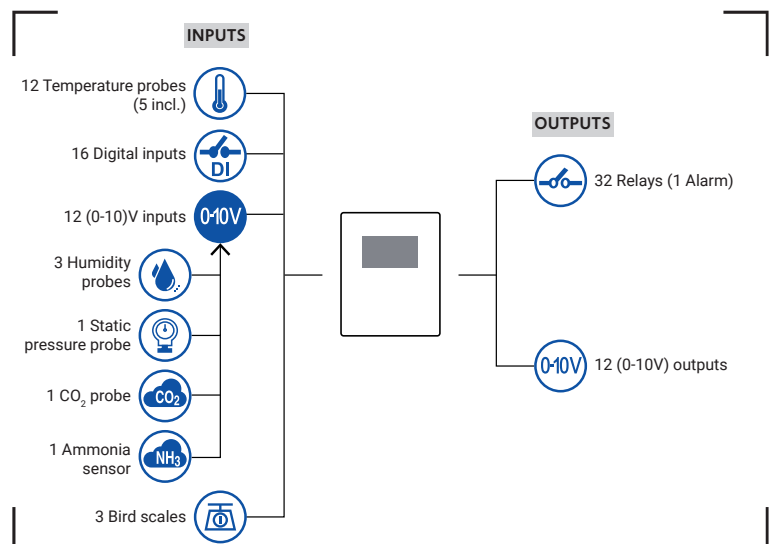 INPUTS
12 Temperature probes
(5 incl.)
16 Digital inputs
DI
12 (0-10)V inputs
0-10V
3 Humidity
probes
1 Static
pressure probe
1 CO₂ probe
CO₂
1 Ammonia
sensor
NH₃
3 Bird scales
OUTPUTS
32 Relays (1 Alarm)
0-10V
12 (0-10V) outputs